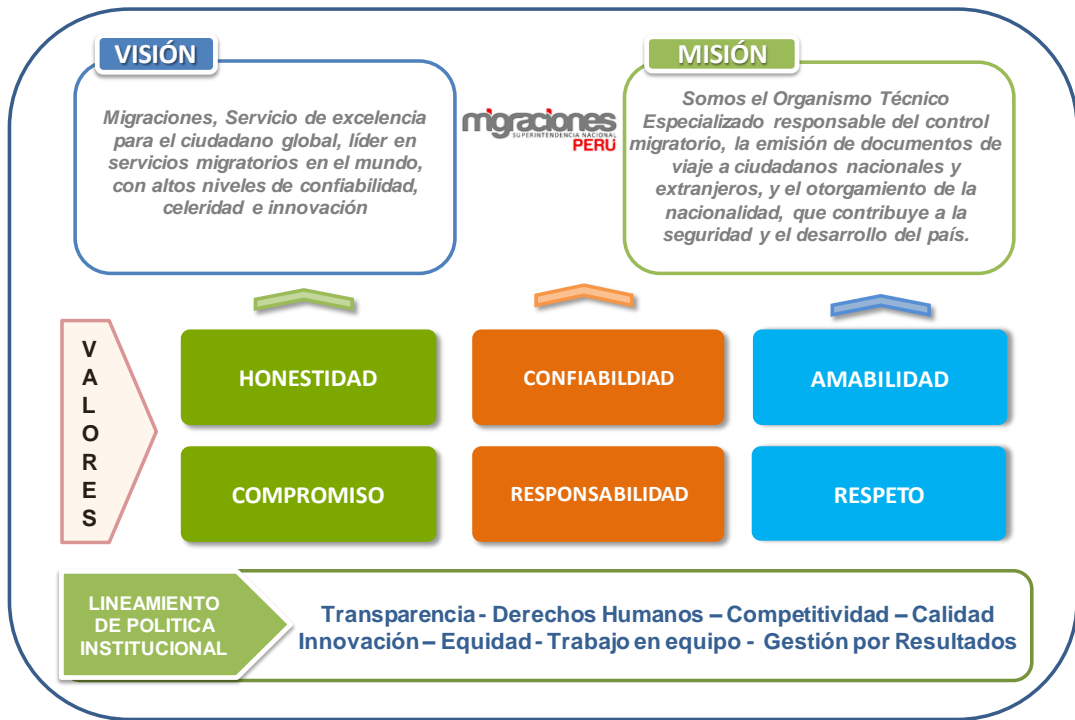 VISIÓN
Migraciones, Servicio de excelencia
para el ciudadano global, líder en
servicios migratorios en el mundo,
con altos niveles de confiabilidad,
celeridad e innovación
migraciones
SUPERINTENDENCIA NACIONAL
PERÚ
MISIÓN
Somos el Organismo Técnico
Especializado responsable del control
migratorio, la emisión de documentos de
viaje a ciudadanos nacionales y
extranjeros, y el otorgamiento de la
nacionalidad, que contribuye a la
seguridad y el desarrollo del país.
VALORES
HONESTIDAD
CONFIABILDIAD
AMABILIDAD
COMPROMISO
RESPONSABILIDAD
RESPETO
LINEAMIENTO
DE POLITICA
INSTITUCIONAL
Transparencia - Derechos Humanos – Competitividad – Calidad
Innovación – Equidad - Trabajo en equipo - Gestión por Resultados